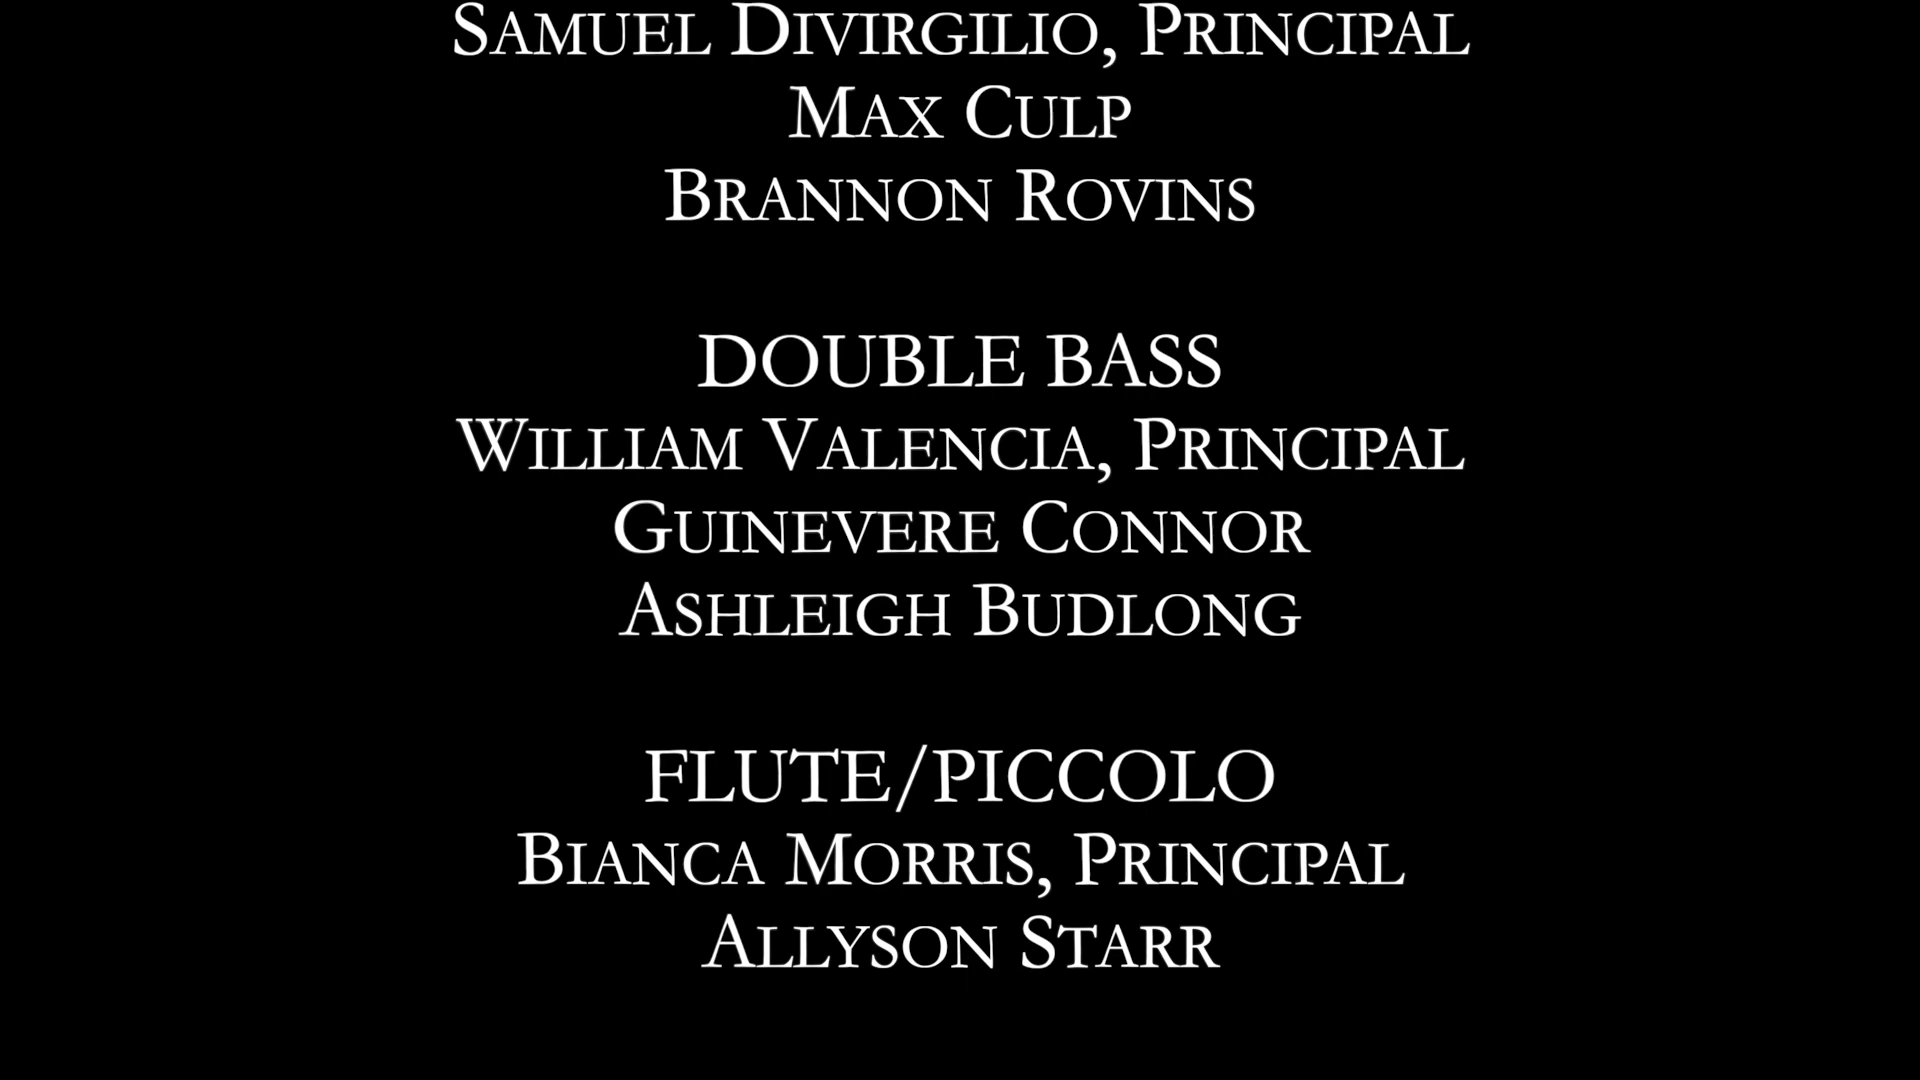 Samuel Divirgilio, Principal
Max Culp
Brannon Rovins
DOUBLE BASS
William Valencia, Principal
Guinevere Connor
Ashleigh Budlong
FLUTE/PICCOLO
Bianca Morris, Principal
Allyson Starr